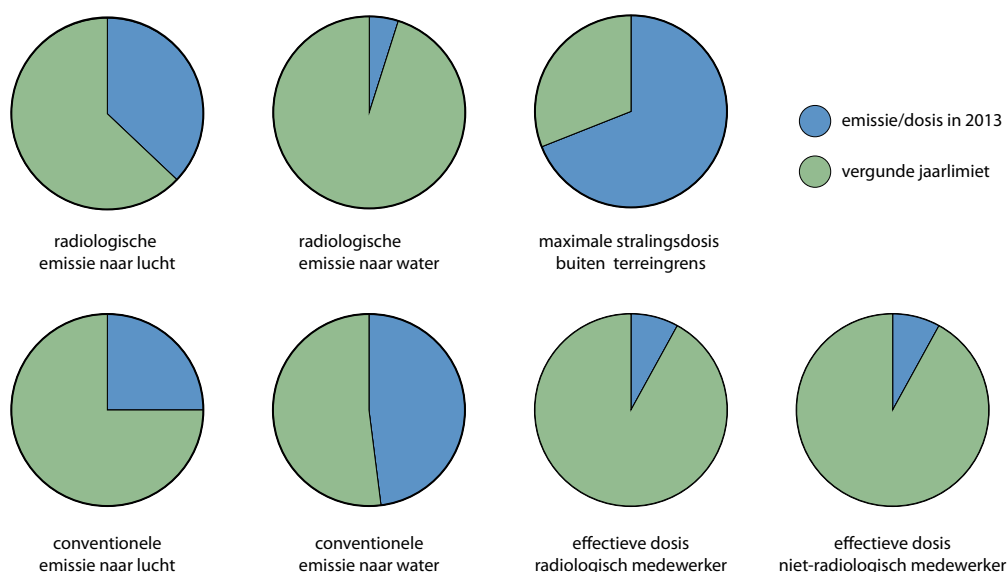 emissie/dosis in 2013
vergunde jaarlimiet
radiologische
emissie naar lucht
radiologische
emissie naar water
maximale stralingsdosis
buiten terreingrens
conventionele
emissie naar lucht
conventionele
emissie naar water
effectieve dosis
radiologisch medewerker
effectieve dosis
niet-radiologisch medewerker